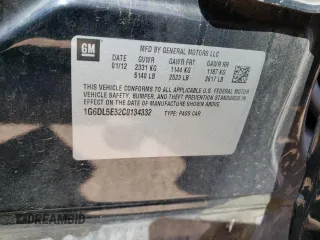 GM
MFD BY GENERAL MOTORS LLC
DATE GVWR GAWR FRT GAWR RR
01/12 2331 KG 1144 KG 1187 KG
5140 LB 2523 LB 2617 LB
THIS VEHICLE CONFORMS TO ALL APPLICABLE U.S. FEDERAL MOTOR
VEHICLE SAFETY, BUMPER, AND THEFT PREVENTION STANDARDS IN
EFFECT ON THE DATE OF MANUFACTURE SHOWN ABOVE.
1G6DL5E32C0134332 TYPE: PASS CAR
DREAMBID